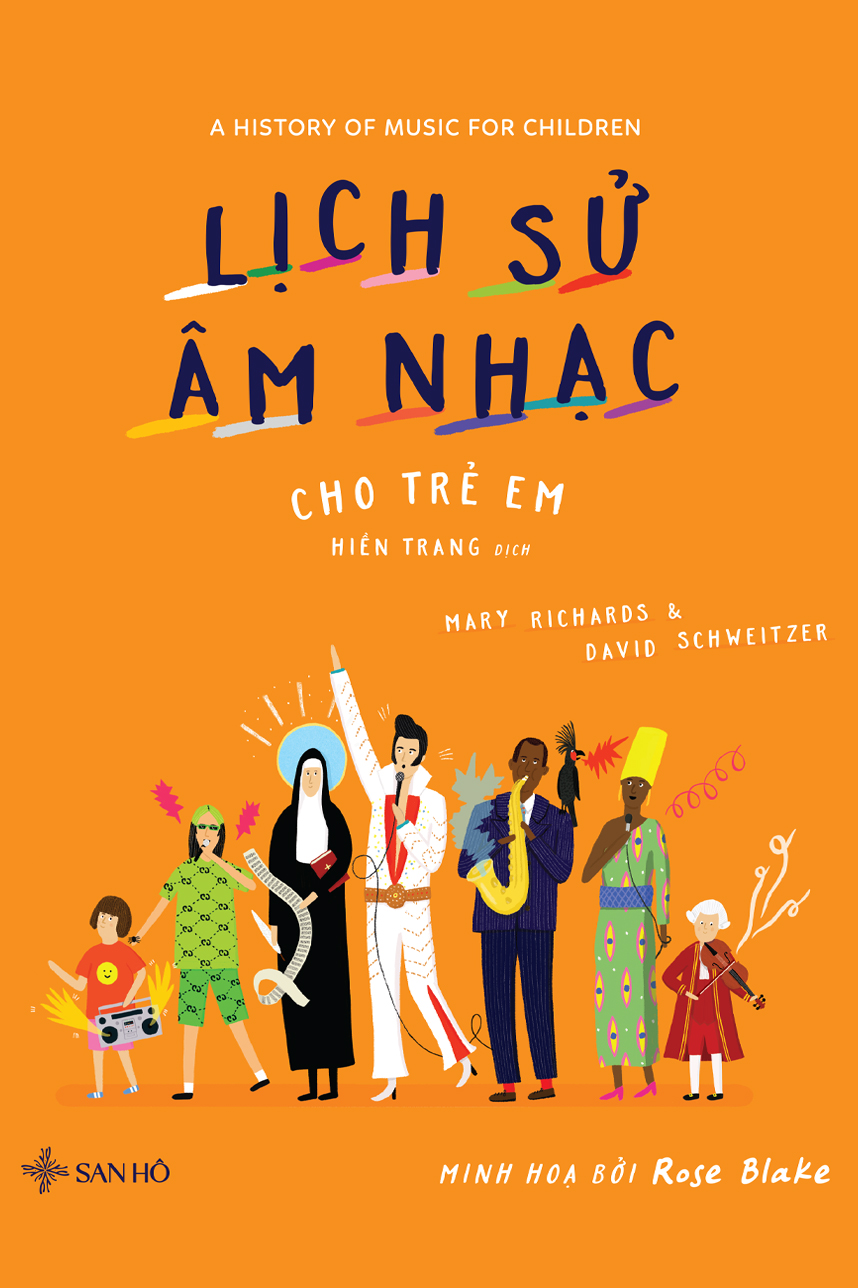 A HISTORY OF MUSIC FOR CHILDREN
LỊCH SỬ
ÂM NHẠC
CHO TRẺ EM
HIỀN TRANG DỊCH
MARY RICHARDS &
DAVID SCHWEITZER
SAN HÔ
MINH HOẠ BỞI Rose Blake